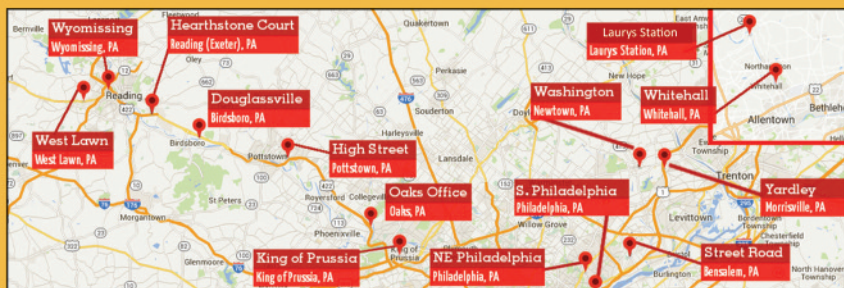 Wyomissing
Wyomissing, PA
Hearthstone Court
Reading (Exeter), PA
Laurys Station
Laurys Station, PA
Washington
Newtown, PA
Whitehall
Whitehall, PA
Douglassville
Birdsboro, PA
West Lawn
West Lawn, PA
High Street
Pottstown, PA
Oaks Office
Oaks, PA
S. Philadelphia
Philadelphia, PA
Yardley
Morrisville, PA
King of Prussia
King of Prussia, PA
NE Philadelphia
Philadelphia, PA
Street Road
Bensalem, PA
Bernville
Fleetwood
Oley
Reading
Birdsboro
Pottstown
St Peters
Morgantown
Glenmoore
Royersford
Collegeville
Phoenixville
King of
Prussia
Quakertown
Perkasie
Souderton
Harleysville
Lansdale
New Hope
Willow Grove
Township
Trenton
Levittown
Bordentown
Township
Chesterfield
Township
Burlington
North Hanover
Township
Whitehall
Allentown
Bethlehe